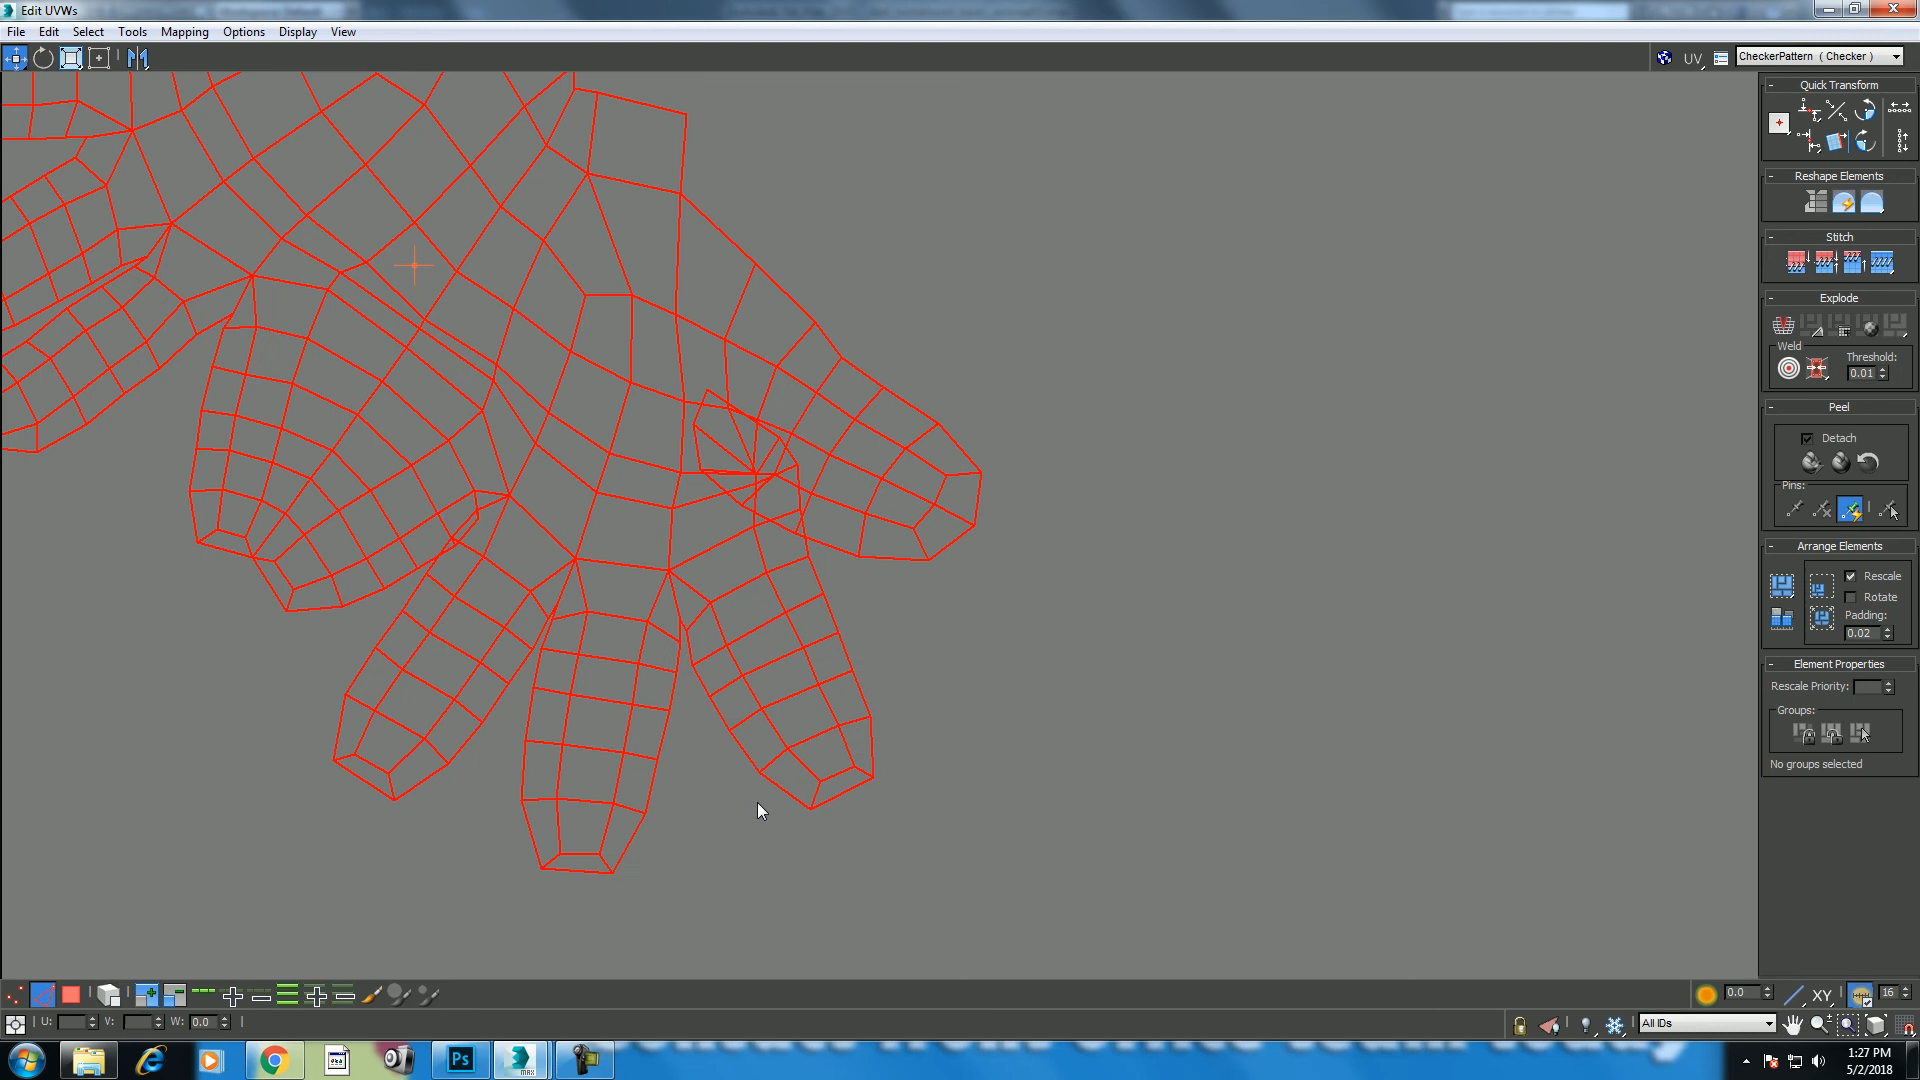 Edit UVWs
File Edit Select Tools Mapping Options Display View
UV CheckerPattern ( Checker )
- Quick Transform
- Reshape Elements
- Stitch
- Explode
Weld
Threshold:
0.01
- Peel
Detach
Pins:
- Arrange Elements
Rescale
Rotate
Padding:
0.02
- Element Properties
Rescale Priority:
Groups:
No groups selected
0.0 XY 16
U: V: W: 0.0 All IDs
Ps MAX 1:27 PM
5/2/2018